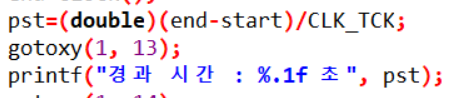 pst=(double)(end-start)/CLK_TCK;
gotoxy(1, 13);
printf("경과 시간 : %.1f 초", pst);